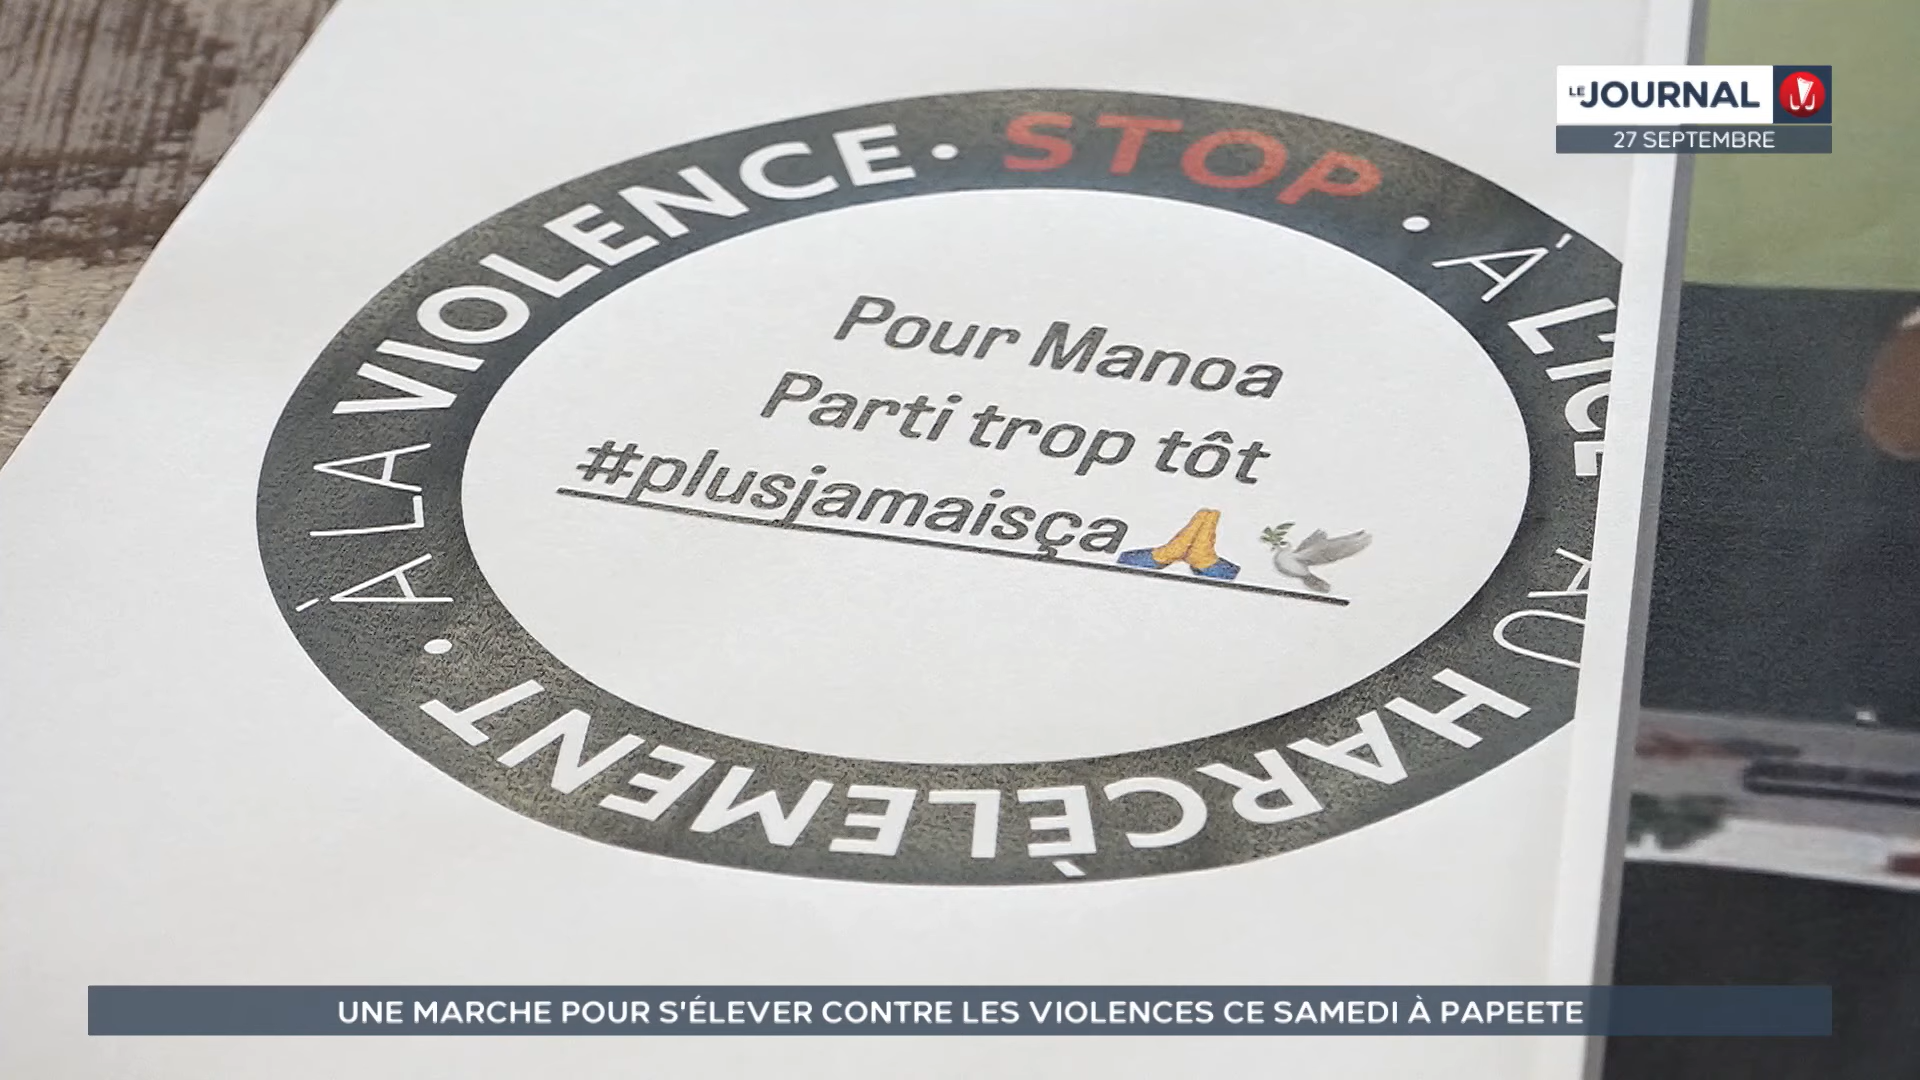 LE JOURNAL
27 SEPTEMBRE
STOP · À L'ICE · AU HARCÈLEMENT · À LA VIOLENCE ·
Pour Manoa
Parti trop tôt
#plusjamaisça🙏🕊️
UNE MARCHE POUR S'ÉLEVER CONTRE LES VIOLENCES CE SAMEDI À PAPEETE